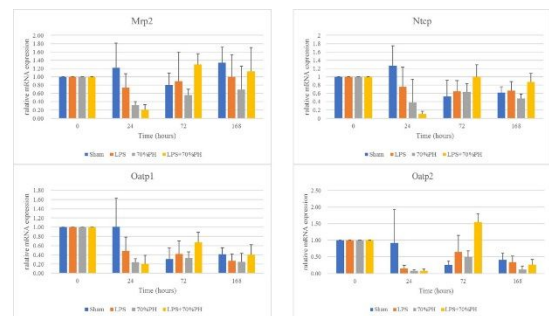 Mrp2
relative mRNA expression
2.00
1.80
1.60
1.40
1.20
1.00
0.80
0.60
0.40
0.20
0.00
0 24 72 168
Time (hours)
Sham LPS 70%PH LPS+70%PH
Ntcp
relative mRNA expression
2
1.8
1.6
1.4
1.2
1
0.8
0.6
0.4
0.2
0
0 24 72 168
Time (hours)
Sham LPS 70%PH LPS+70%PH
Oatp1
relative mRNA expression
1.80
1.60
1.40
1.20
1.00
0.80
0.60
0.40
0.20
0.00
0 24 72 168
Time (hours)
Sham LPS 70%PH LPS+70%PH
Oatp2
relative mRNA expression
2.50
2.00
1.50
1.00
0.50
0.00
0 24 72 168
Time (hours)
Sham LPS 70%PH LPS+70%PH